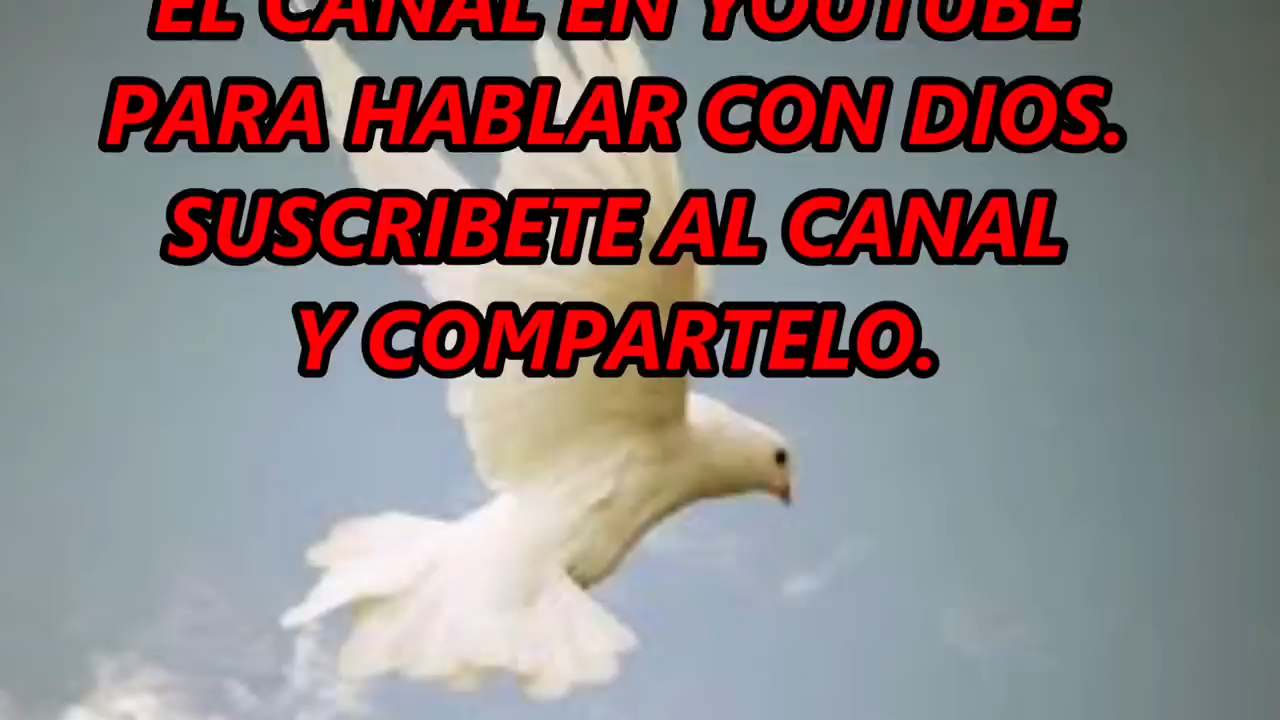 EL CANAL EN YOUTUBE
PARA HABLAR CON DIOS.
SUSCRIBETE AL CANAL
Y COMPARTELO.